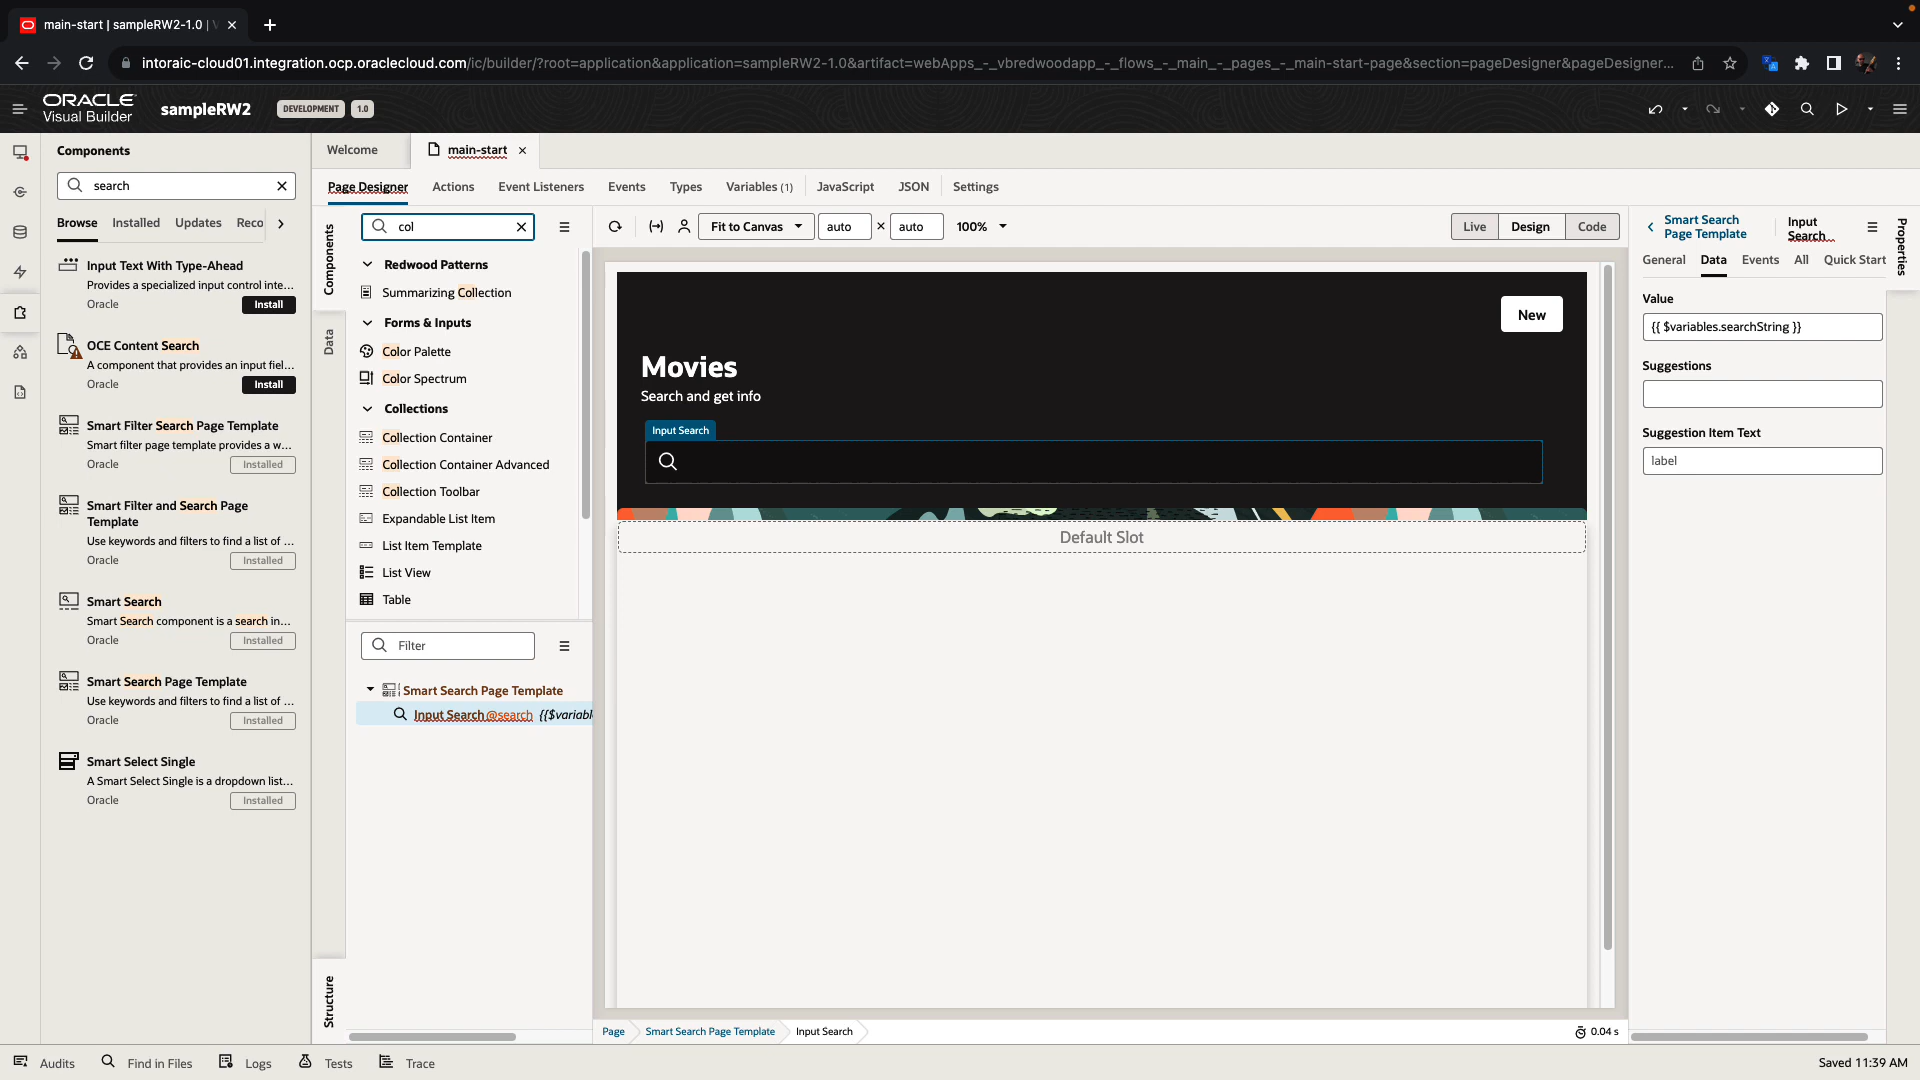 main-start | sampleRW2-1.0 |
intoraic-cloud01.integration.ocp.oraclecloud.com/ic/builder/?root=application&application=sampleRW2-1.0&artifact=webApps_-_vbredwoodapp_-_flows_-_main_-_pages_-_main-start-page&section=pageDesigner&pageDesigner...
ORACLE
Visual Builder
sampleRW2
DEVELOPMENT
1.0
Components
search
Browse
Installed
Updates
Reco
Input Text With Type-Ahead
Provides a specialized input control inte...
Oracle
Install
OCE Content Search
A component that provides an input fiel...
Oracle
Install
Smart Filter Search Page Template
Smart filter page template provides a w...
Oracle
Installed
Smart Filter and Search Page
Template
Use keywords and filters to find a list of ...
Oracle
Installed
Smart Search
Smart Search component is a search in...
Oracle
Installed
Smart Search Page Template
Use keywords and filters to find a list of ...
Oracle
Installed
Smart Select Single
A Smart Select Single is a dropdown list...
Oracle
Installed
Welcome
main-start
Page Designer
Actions
Event Listeners
Events
Types
Variables (1)
JavaScript
JSON
Settings
Components
Data
Structure
col
Redwood Patterns
Summarizing Collection
Forms & Inputs
Color Palette
Color Spectrum
Collections
Collection Container
Collection Container Advanced
Collection Toolbar
Expandable List Item
List Item Template
List View
Table
Filter
Smart Search Page Template
Input Search @search {{$variabl
Fit to Canvas
auto
×
auto
100%
Live
Design
Code
New
Movies
Search and get info
Input Search
Default Slot
Page
Smart Search Page Template
Input Search
0.04 s
Smart Search
Page Template
Input
Search
Properties
General
Data
Events
All
Quick Start
Value
{{ $variables.searchString }}
Suggestions
Suggestion Item Text
label
Audits
Find in Files
Logs
Tests
Trace
Saved 11:39 AM